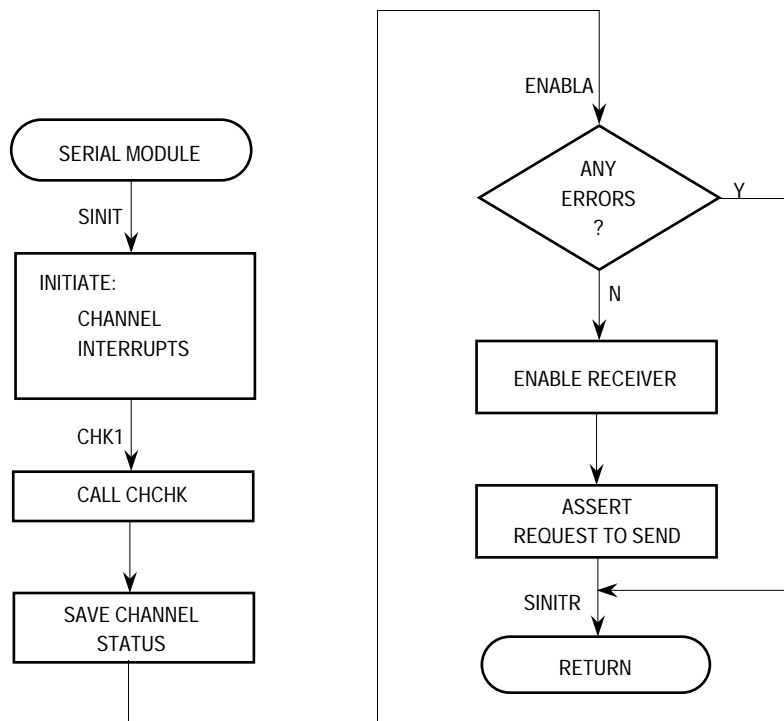 SERIAL MODULE
SINIT
INITIATE:
CHANNEL
INTERRUPTS
CHK1
CALL CHCHK
SAVE CHANNEL
STATUS
ENABLA
ANY
ERRORS
?
Y
N
ENABLE RECEIVER
ASSERT
REQUEST TO SEND
SINITR
RETURN